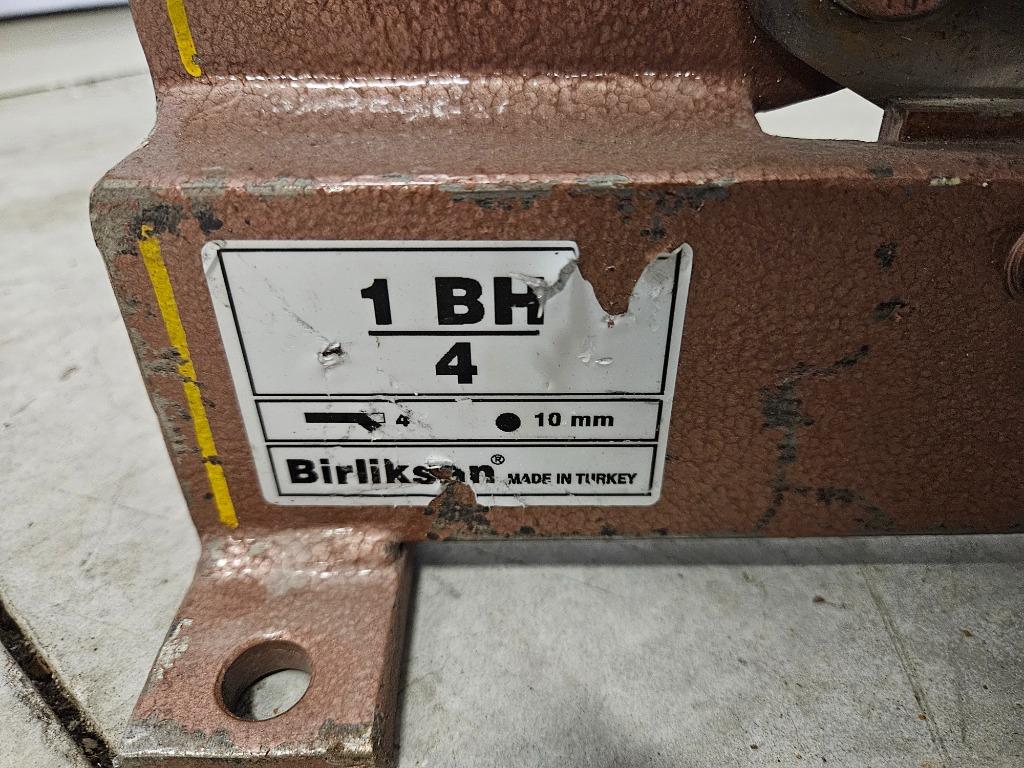 1 BH
4
4 10 mm
Birliksan® MADE IN TURKEY